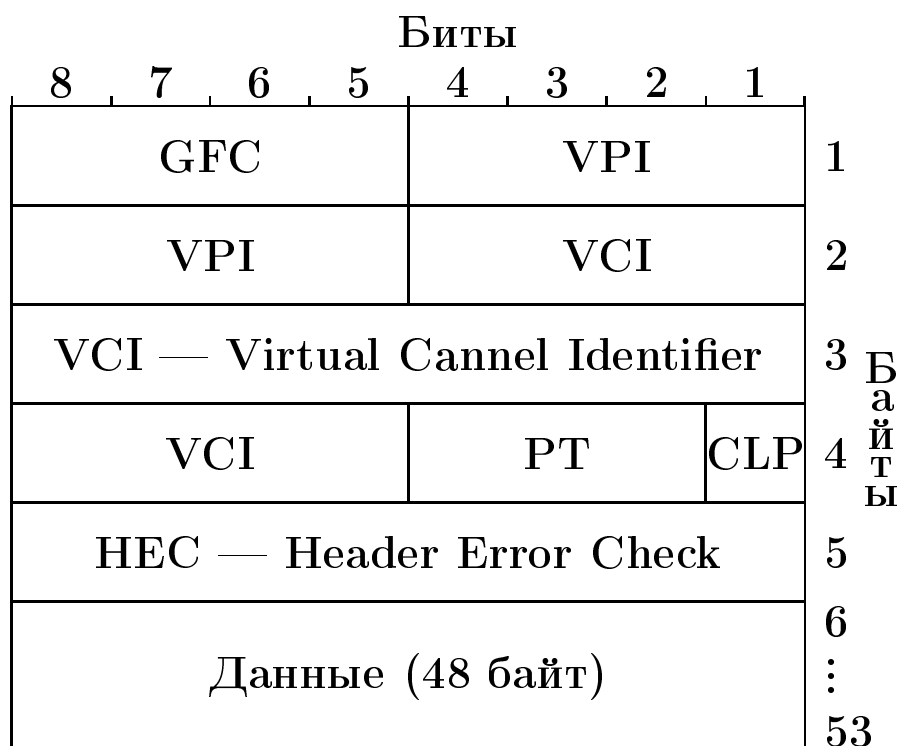 Биты
8 7 6 5 4 3 2 1
GFC VPI 1
VPI VCI 2
VCI — Virtual Cannel Identifier 3
VCI PT CLP 4
HEC — Header Error Check 5
6
Данные (48 байт) ⋮
53
Байты